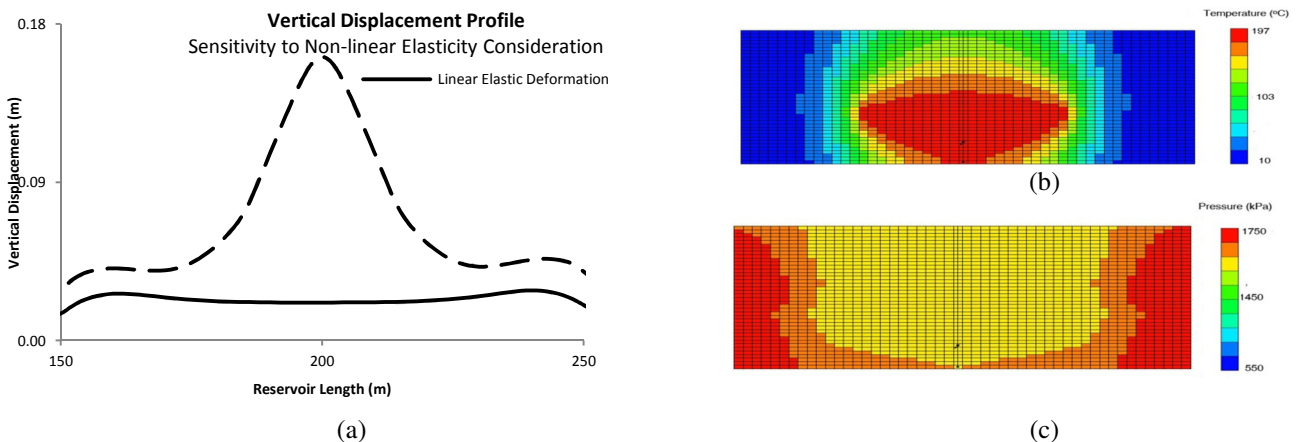 Vertical Displacement Profile
Sensitivity to Non-linear Elasticity Consideration
Linear Elastic Deformation
Vertical Displacement (m)
0.18
0.09
0.00
150
200
250
Reservoir Length (m)
(a)
Temperature (ºC)
197
103
10
(b)
Pressure (kPa)
1750
1450
550
(c)